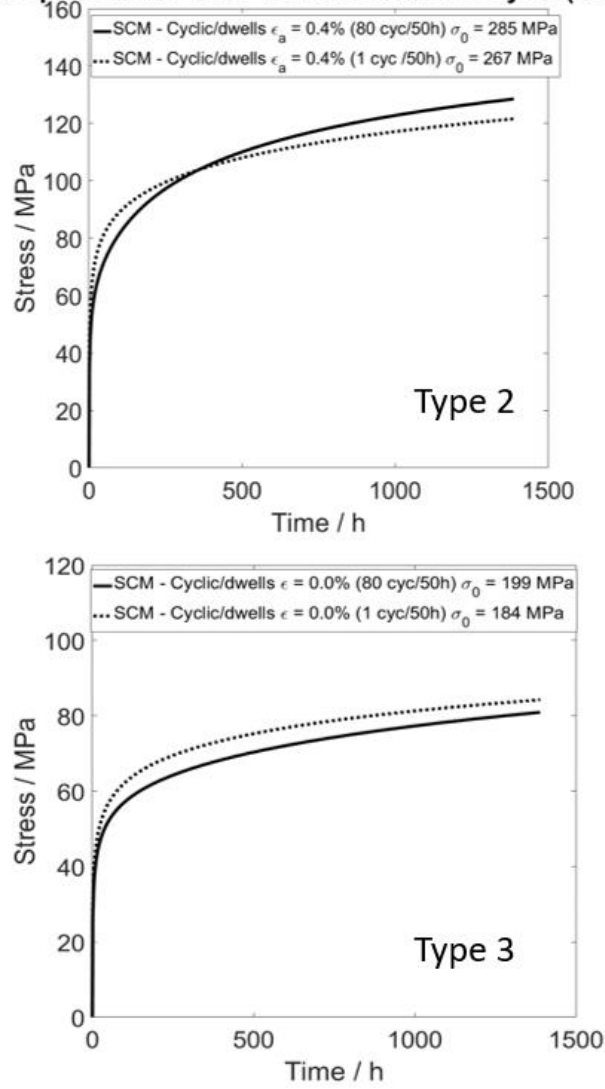 SCM - Cyclic/dwells ϵa = 0.4% (80 cyc/50h) σ0 = 285 MPa
SCM - Cyclic/dwells ϵa = 0.4% (1 cyc /50h) σ0 = 267 MPa
160
140
120
100
80
60
40
20
0
Stress / MPa
Type 2
0 500 1000 1500
Time / h
SCM - Cyclic/dwells ϵ = 0.0% (80 cyc/50h) σ0 = 199 MPa
SCM - Cyclic/dwells ϵ = 0.0% (1 cyc/50h) σ0 = 184 MPa
120
100
80
60
40
20
0
Stress / MPa
Type 3
0 500 1000 1500
Time / h